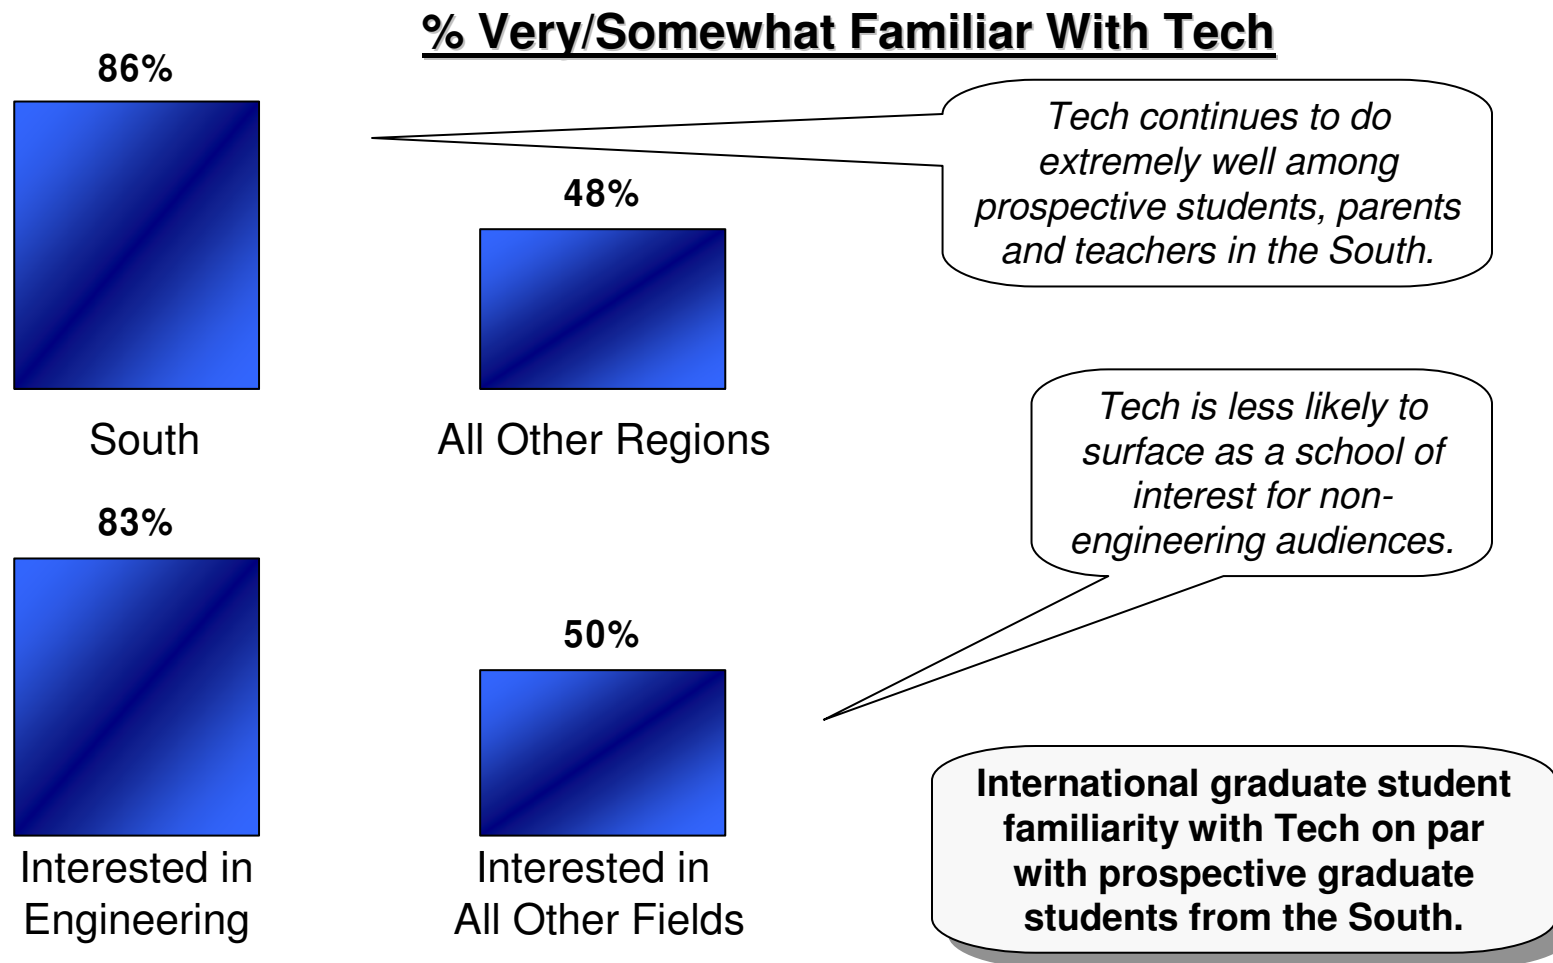 % Very/Somewhat Familiar With Tech
86%
48%
South
All Other Regions
Tech continues to do
extremely well among
prospective students, parents
and teachers in the South.
83%
50%
Interested in
Engineering
Interested in
All Other Fields
Tech is less likely to
surface as a school of
interest for non-
engineering audiences.
International graduate student
familiarity with Tech on par
with prospective graduate
students from the South.